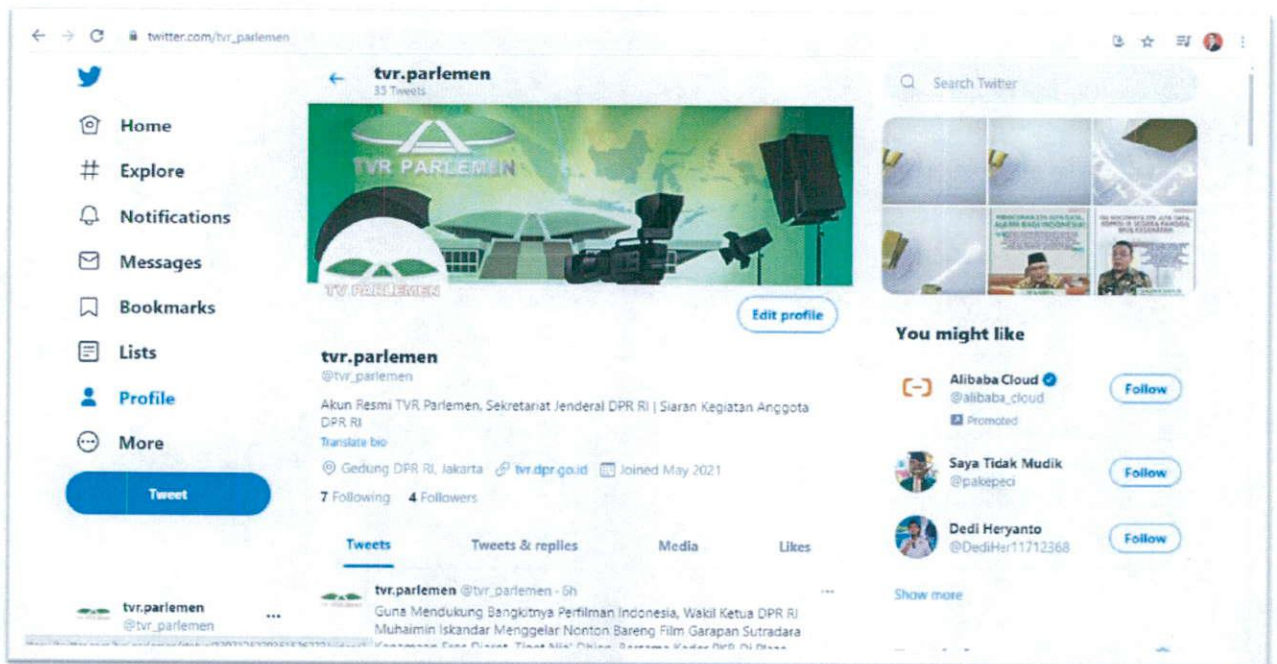 twitter.com/tvr_parlemen
tvr.parlemen
35 Tweets
Search Twitter
Home
Explore
Notifications
Messages
Bookmarks
Lists
Profile
More
Tweet
TVR PARLEMEN
TV PARLEMEN
Edit profile
tvr.parlemen
@tvr_parlemen
Akun Resmi TVR Parlemen, Sekretariat Jenderal DPR RI | Siaran Kegiatan Anggota
DPR RI
Translate bio
Gedung DPR RI, Jakarta tvr.dpr.go.id Joined May 2021
7 Following 4 Followers
Tweets Tweets & replies Media Likes
tvr.parlemen @tvr_parlemen · 6h
Guna Mendukung Bangkitnya Perfilman Indonesia, Wakil Ketua DPR RI
Muhaimin Iskandar Menggelar Nonton Bareng Film Garapan Sutradara
tvr.parlemen
@tvr_parlemen
You might like
Alibaba Cloud
@alibaba_cloud
Promoted
Follow
Saya Tidak Mudik
@pakepeci
Follow
Dedi Heryanto
@DediHer11712368
Follow
Show more